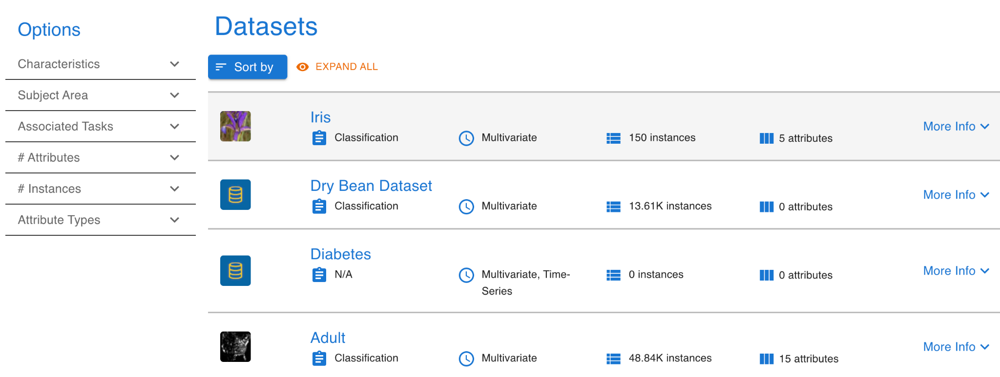 Options
Characteristics
Subject Area
Associated Tasks
# Attributes
# Instances
Attribute Types
Datasets
Sort by
EXPAND ALL
Iris
Classification
Multivariate
150 instances
5 attributes
More Info
Dry Bean Dataset
Classification
Multivariate
13.61K instances
0 attributes
More Info
Diabetes
N/A
Multivariate, Time-
Series
0 instances
0 attributes
More Info
Adult
Classification
Multivariate
48.84K instances
15 attributes
More Info